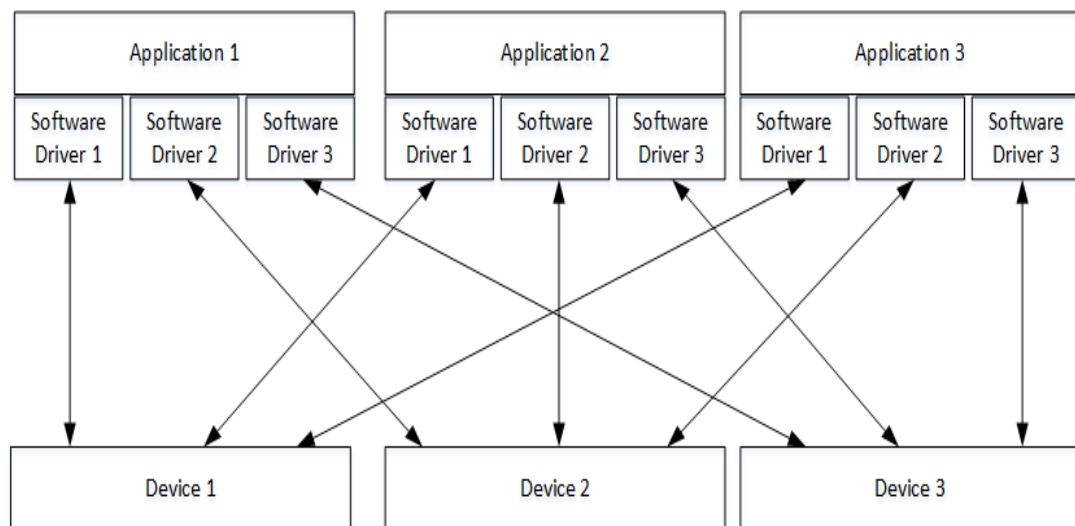 Application 1
Application 2
Application 3
Software
Driver 1
Software
Driver 2
Software
Driver 3
Software
Driver 1
Software
Driver 2
Software
Driver 3
Software
Driver 1
Software
Driver 2
Software
Driver 3
Device 1
Device 2
Device 3